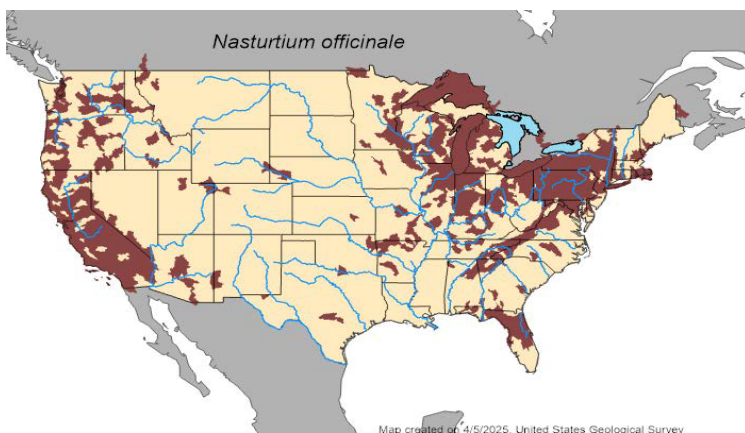 Nasturtium officinale
Map created on 4/5/2025. United States Geological Survey